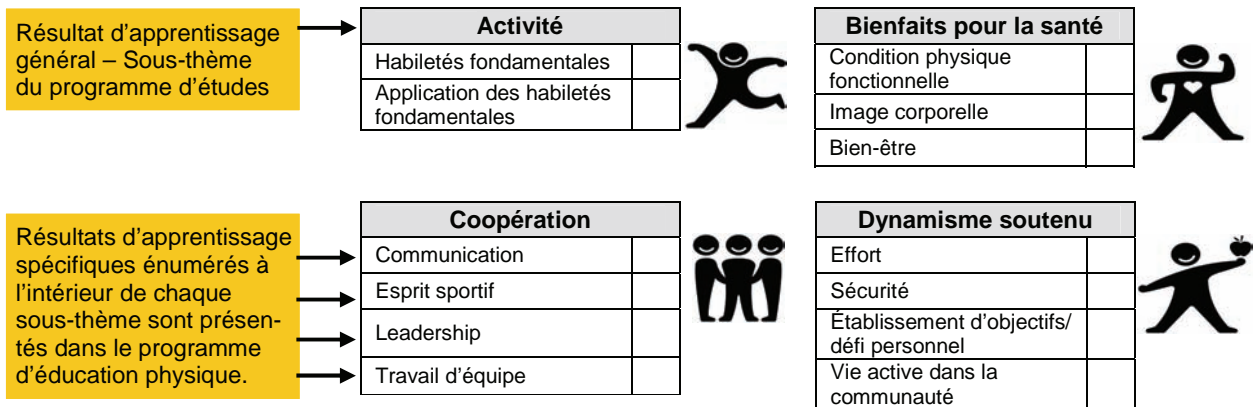 Résultat d’apprentissage
général – Sous-thème
du programme d’études
Activité
Habiletés fondamentales
Application des habiletés
fondamentales
Bienfaits pour la santé
Condition physique
fonctionnelle
Image corporelle
Bien-être
Résultats d’apprentissage
spécifiques énumérés à
l’intérieur de chaque
sous-thème sont présen-
tés dans le programme
d’éducation physique.
Coopération
Communication
Esprit sportif
Leadership
Travail d’équipe
Dynamisme soutenu
Effort
Sécurité
Établissement d’objectifs/
défi personnel
Vie active dans la
communauté